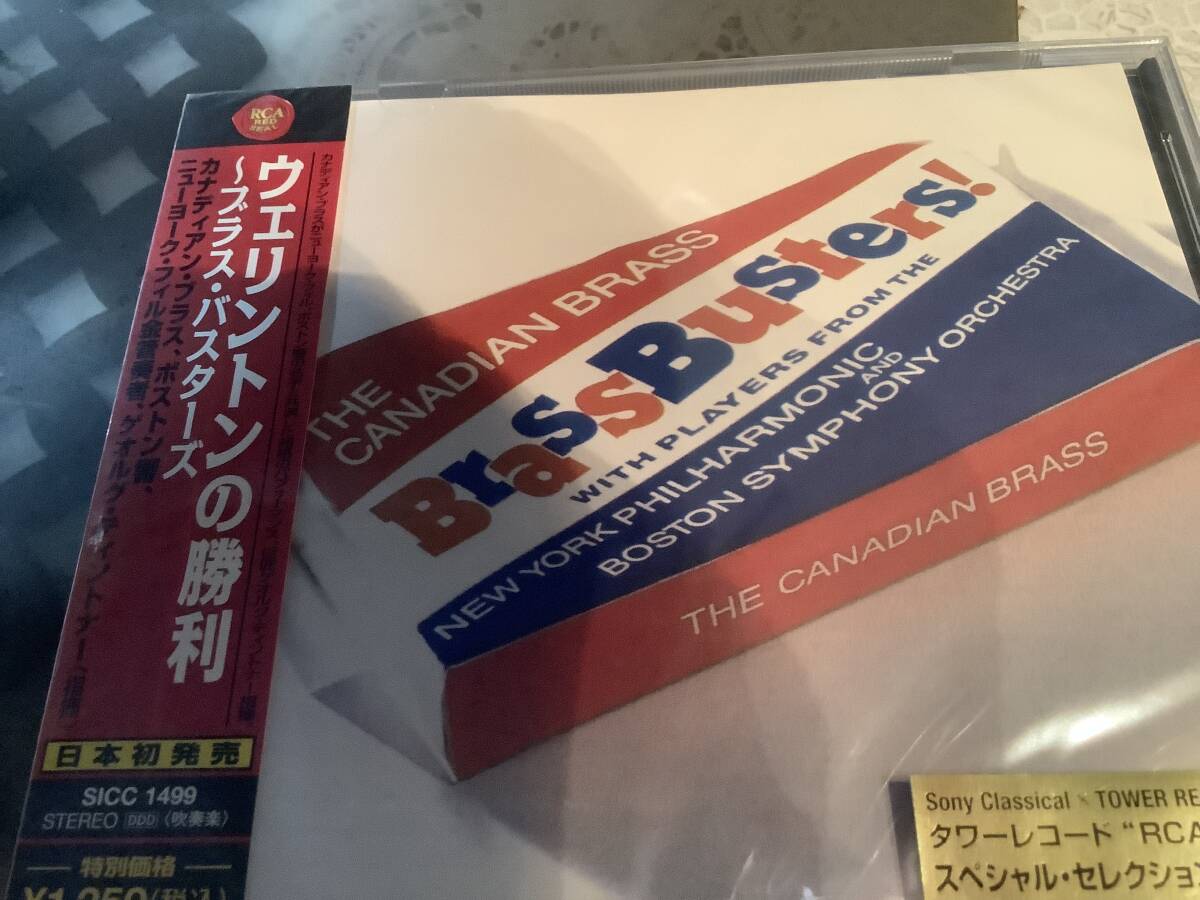 RCA
RED
SEAL
ウエリントンの勝利
～ブラス・バスターズ
カナディアン・ブラス、ボストン響、
ニューヨーク・フィル金管奏者、ゲオルグ・ティントナー(指揮)
日本初発売
SICC 1499
STEREO DDD 〈吹奏楽〉
特別価格
THE
CANADIAN BRASS
BrassBusters!
WITH PLAYERS FROM THE
NEW YORK PHILHARMONIC
AND
BOSTON SYMPHONY ORCHESTRA
THE CANADIAN BRASS
Sony Classical × TOWER RE
タワーレコード “RCA
スペシャル・セレクション